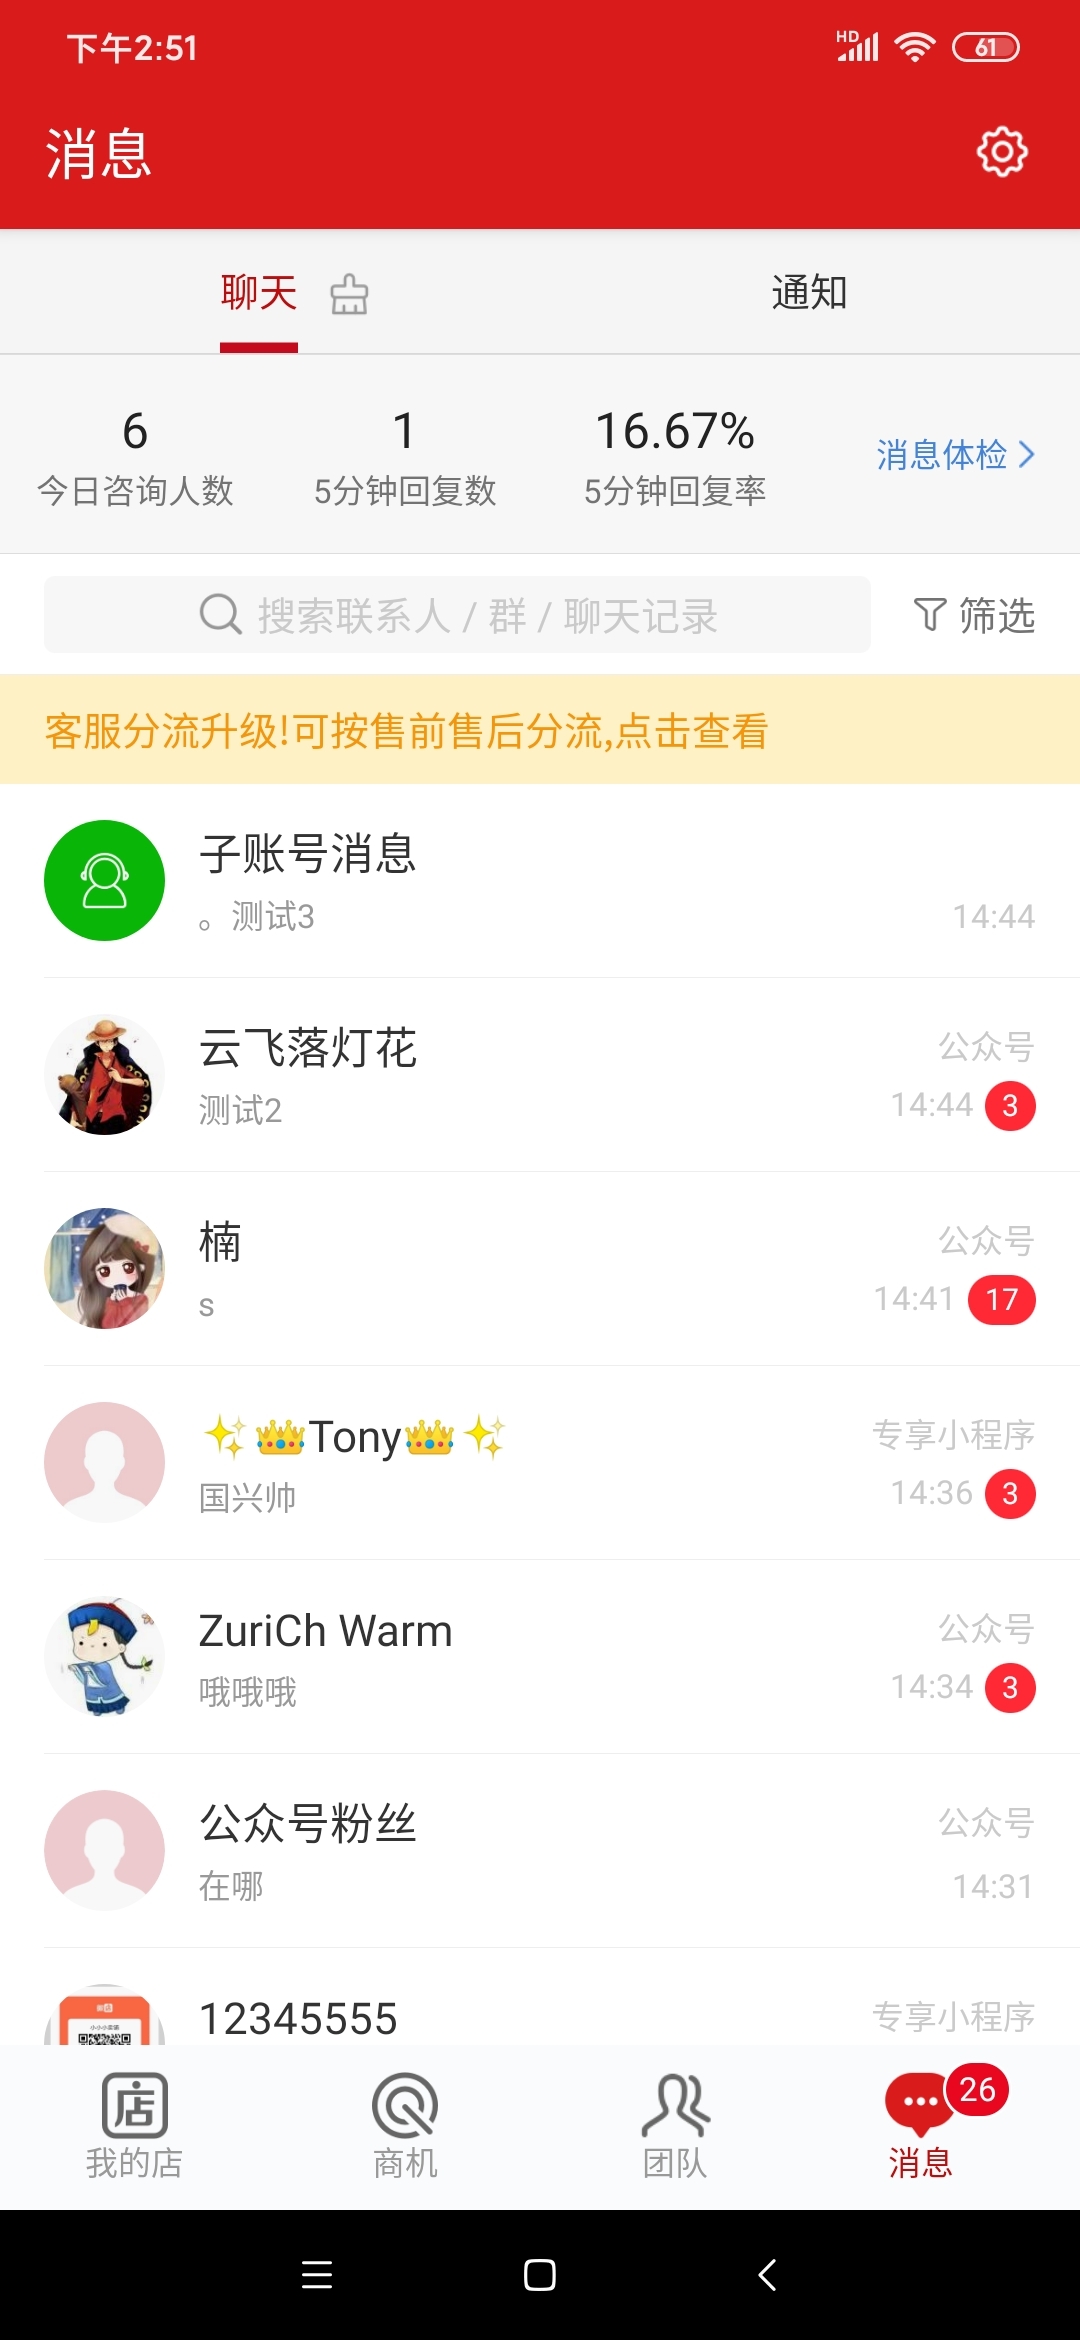 下午2:51
HD
61
消息
聊天
通知
6
1
16.67%
今日咨询人数
5分钟回复数
5分钟回复率
消息体检
搜索联系人 / 群 / 聊天记录
筛选
客服分流升级!可按售前售后分流,点击查看
子账号消息
。测试3
14:44
云飞落灯花
公众号
测试2
14:44
3
楠
公众号
s
14:41
17
✨👑Tony👑✨
专享小程序
国兴帅
14:36
3
ZuriCh Warm
公众号
哦哦哦
14:34
3
公众号粉丝
公众号
在哪
14:31
12345555
专享小程序
店
26
我的店
商机
团队
消息